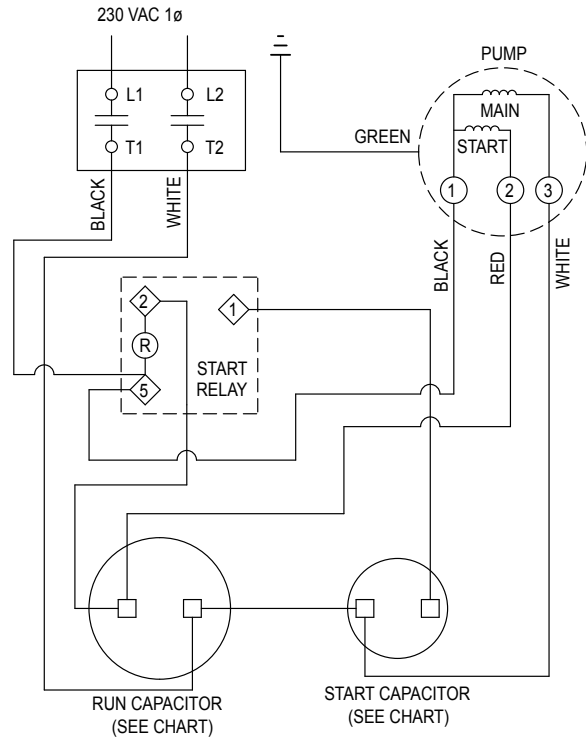 230 VAC 1ø
L1
L2
T1
T2
BLACK
WHITE
GREEN
PUMP
MAIN
START
1
2
3
BLACK
RED
WHITE
2
1
R
5
START
RELAY
RUN CAPACITOR
(SEE CHART)
START CAPACITOR
(SEE CHART)